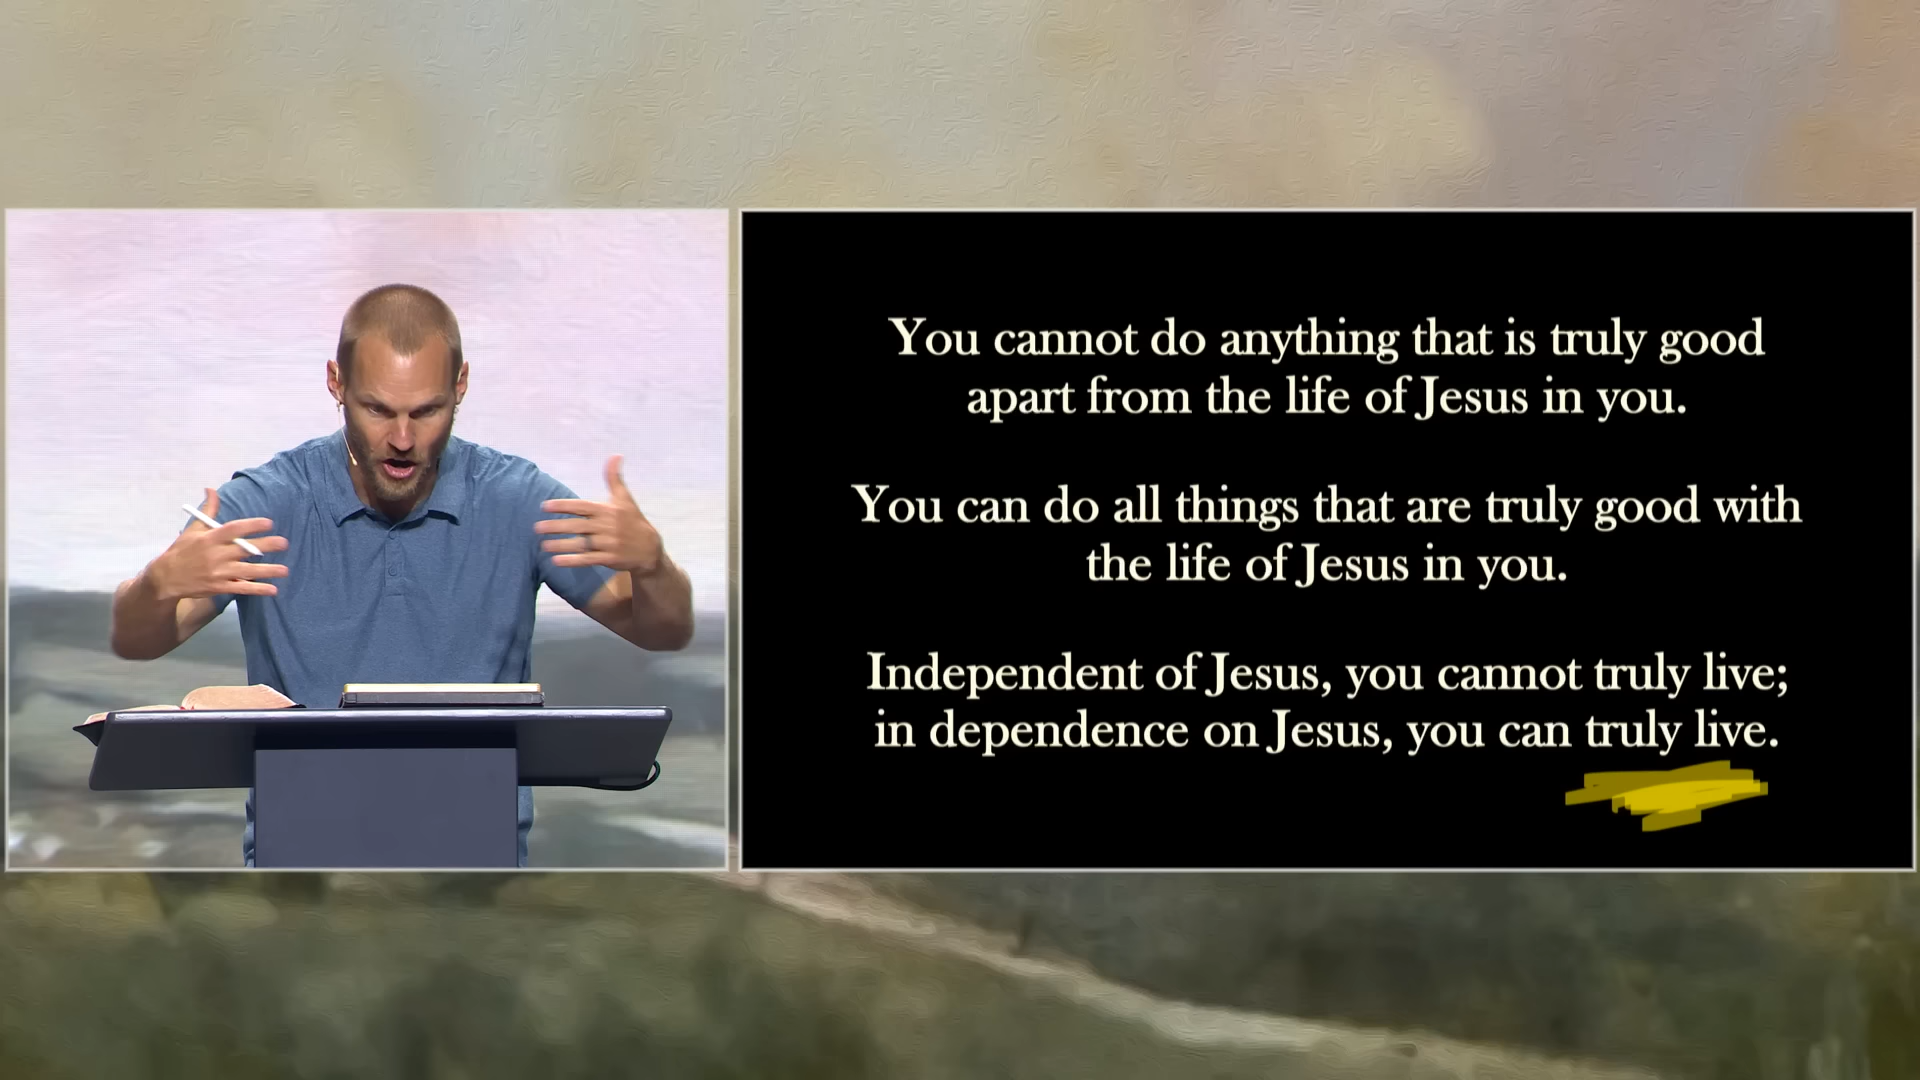 You cannot do anything that is truly good
apart from the life of Jesus in you.
You can do all things that are truly good with
the life of Jesus in you.
Independent of Jesus, you cannot truly live;
in dependence on Jesus, you can truly live.